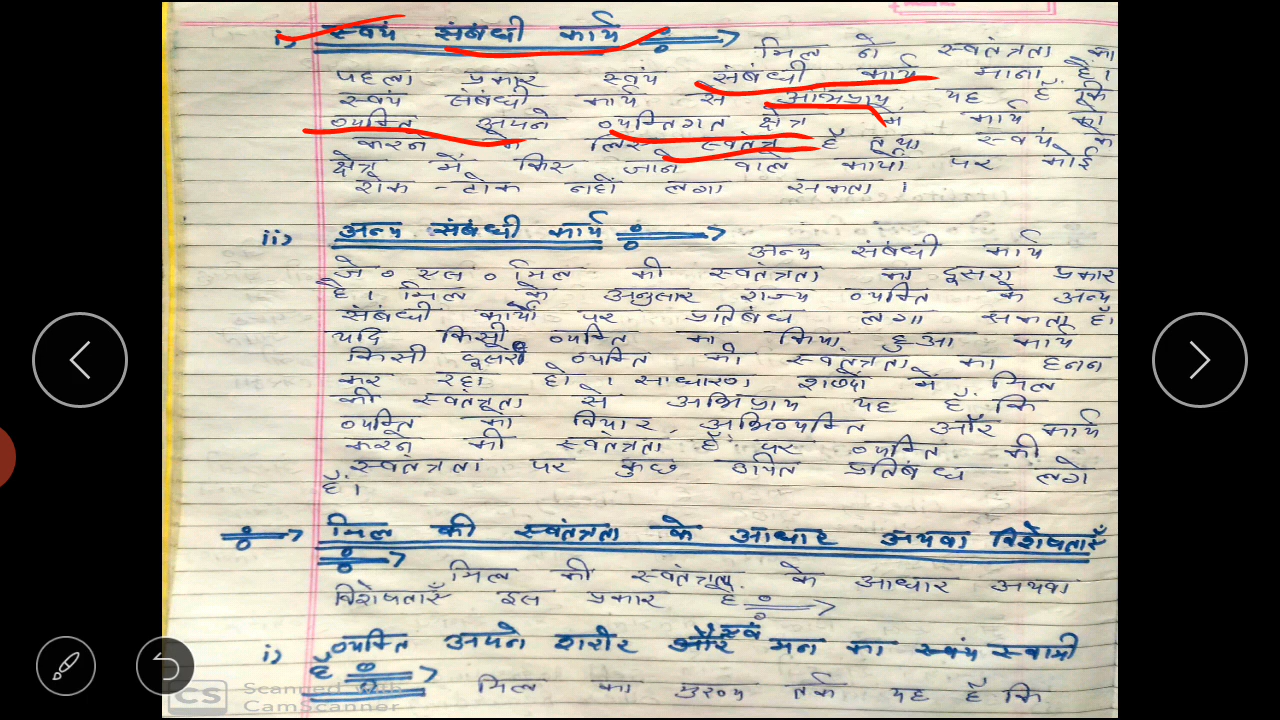 i) स्वयं संबंधी कार्य
मिल ने स्वतंत्रता का
पहला प्रकार स्वयं संबंधी कार्य माना है।
स्वयं संबंधी कार्य से अभिप्राय यह है कि
व्यक्ति अपने व्यक्तिगत क्षेत्र में कार्य को
करने के लिए स्वतंत्र है तथा स्वयं के
क्षेत्र में किए जाने वाले कार्यों पर कोई
रोक - टोक नहीं लगा सकता।
ii) अन्य संबंधी कार्य
अन्य संबंधी कार्य
जे० एस० मिल की स्वतंत्रता का दूसरा प्रकार
है। मिल के अनुसार राज्य व्यक्ति के अन्य
संबंधी कार्यों पर प्रतिबंध लगा सकता है।
यदि किसी व्यक्ति का किया हुआ कार्य
किसी दूसरे व्यक्ति की स्वतंत्रता का हनन
कर रहा हो। साधारण शब्दों में मिल
की स्वतंत्रता से अभिप्राय यह है कि
व्यक्ति को विचार, अभिव्यक्ति और कार्य
करने की स्वतंत्रता है पर व्यक्ति की
स्वतंत्रता पर कुछ उचित प्रतिबंध लगे
हैं।
मिल की स्वतंत्रता के आधार अथवा विशेषताएँ
मिल की स्वतंत्रता के आधार अथवा
विशेषताएँ इस प्रकार है
i) व्यक्ति अपने शरीर और एवं मन का स्वयं स्वामी
है
मिल का मुख्य तर्क यह है कि
CS Scanned with
CamScanner